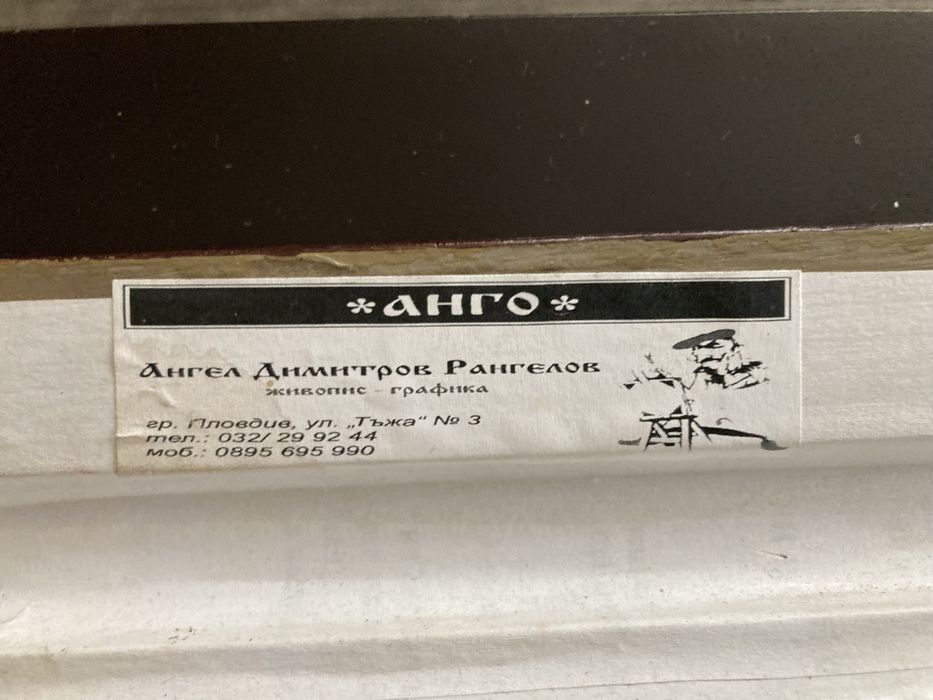 *АНГО*
Ангел Димитров Рангелов
живопис - графика
гр. Пловдив, ул. „Тъжа“ № 3
тел.: 032/ 29 92 44
моб.: 0895 695 990